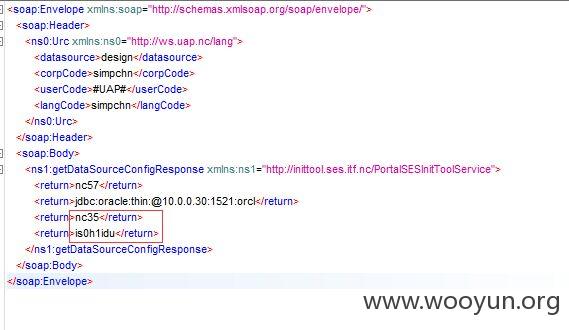 <soap:Envelope xmlns:soap="http://schemas.xmlsoap.org/soap/envelope/">
<soap:Header>
<ns0:Urc xmlns:ns0="http://ws.uap.nc/lang">
<datasource>design</datasource>
<corpCode>simpchn</corpCode>
<userCode>#UAP#</userCode>
<langCode>simpchn</langCode>
</ns0:Urc>
</soap:Header>
<soap:Body>
<ns1:getDataSourceConfigResponse xmlns:ns1="http://inittool.ses.itf.nc/PortalSESInitToolService">
<return>nc57</return>
<return>jdbc:oracle:thin:@10.0.0.30:1521:orcl</return>
<return>nc35</return>
<return>is0h1idu</return>
</ns1:getDataSourceConfigResponse>
</soap:Body>
</soap:Envelope>
www.wooyun.org